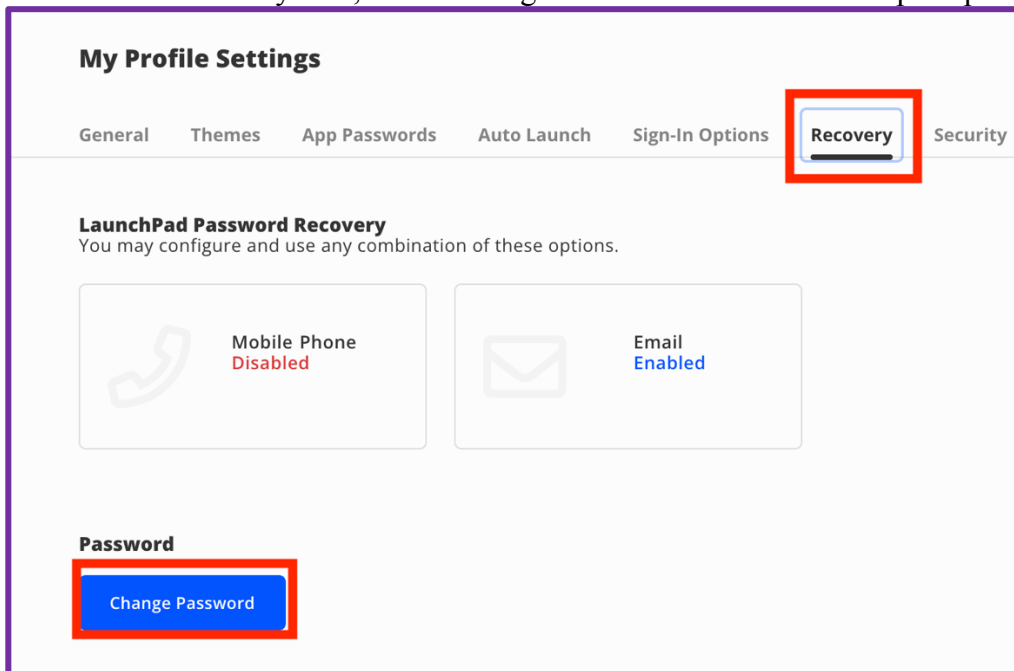 My Profile Settings
General Themes App Passwords Auto Launch Sign-In Options Recovery Security
LaunchPad Password Recovery
You may configure and use any combination of these options.
Mobile Phone
Disabled
Email
Enabled
Password
Change Password